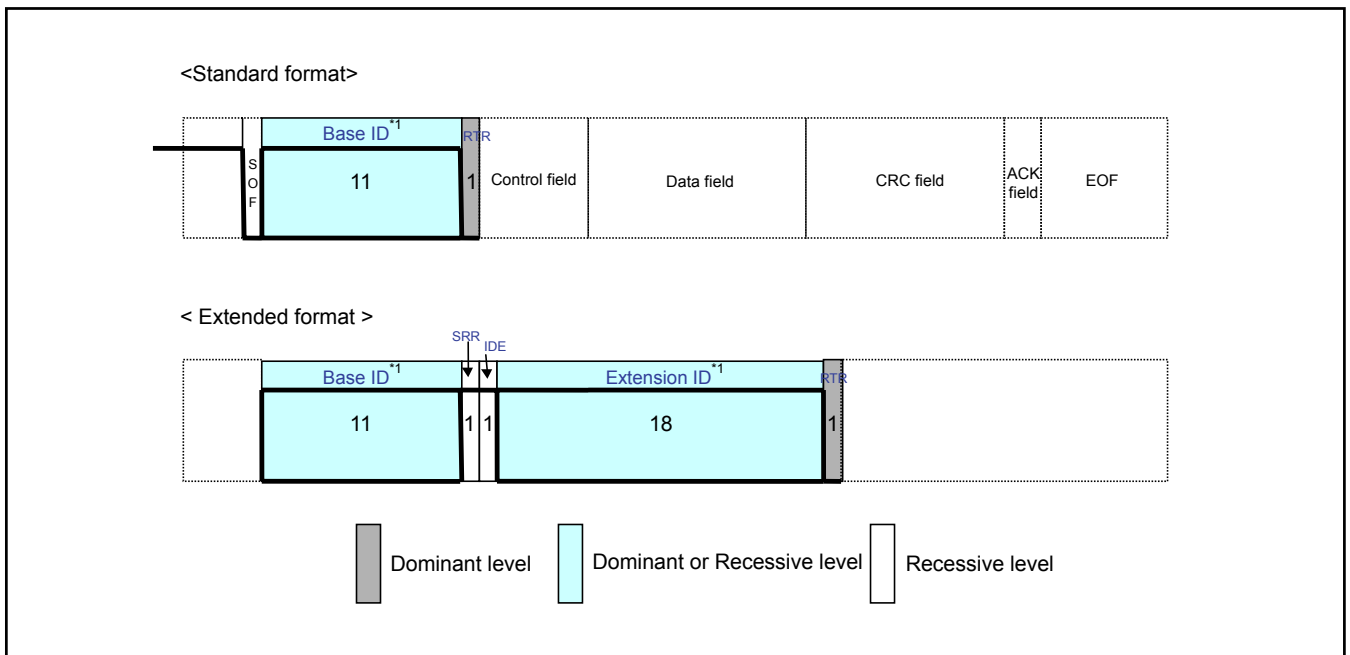 <Standard format>
Base ID*1
RTR
S
O
F
11
1
Control field
Data field
CRC field
ACK
field
EOF
< Extended format >
SRR
IDE
Base ID*1
Extension ID*1
RTR
11
1
1
18
1
Dominant level
Dominant or Recessive level
Recessive level